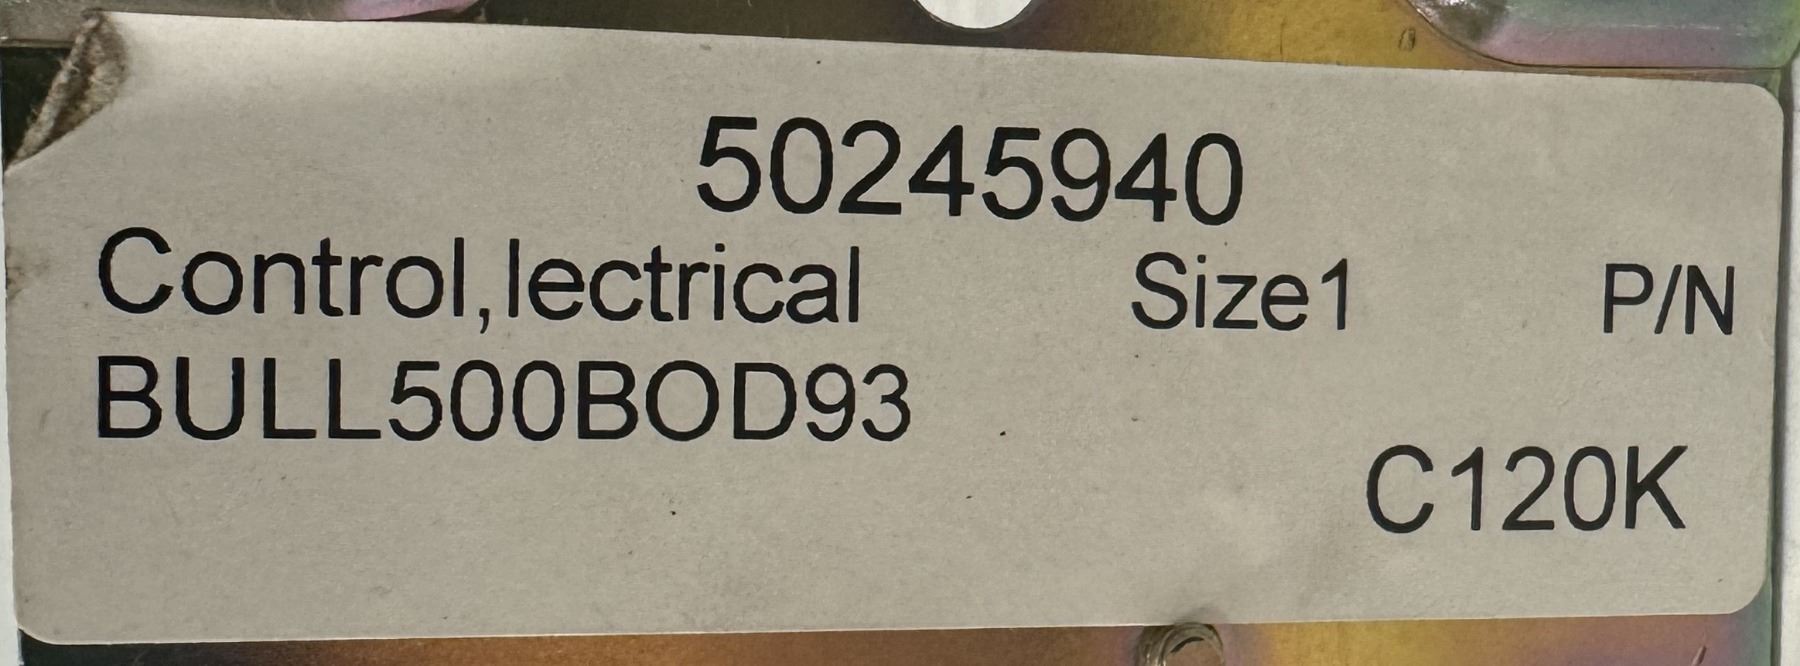 50245940
Control,lectrical Size1 P/N
BULL500BOD93
C120K